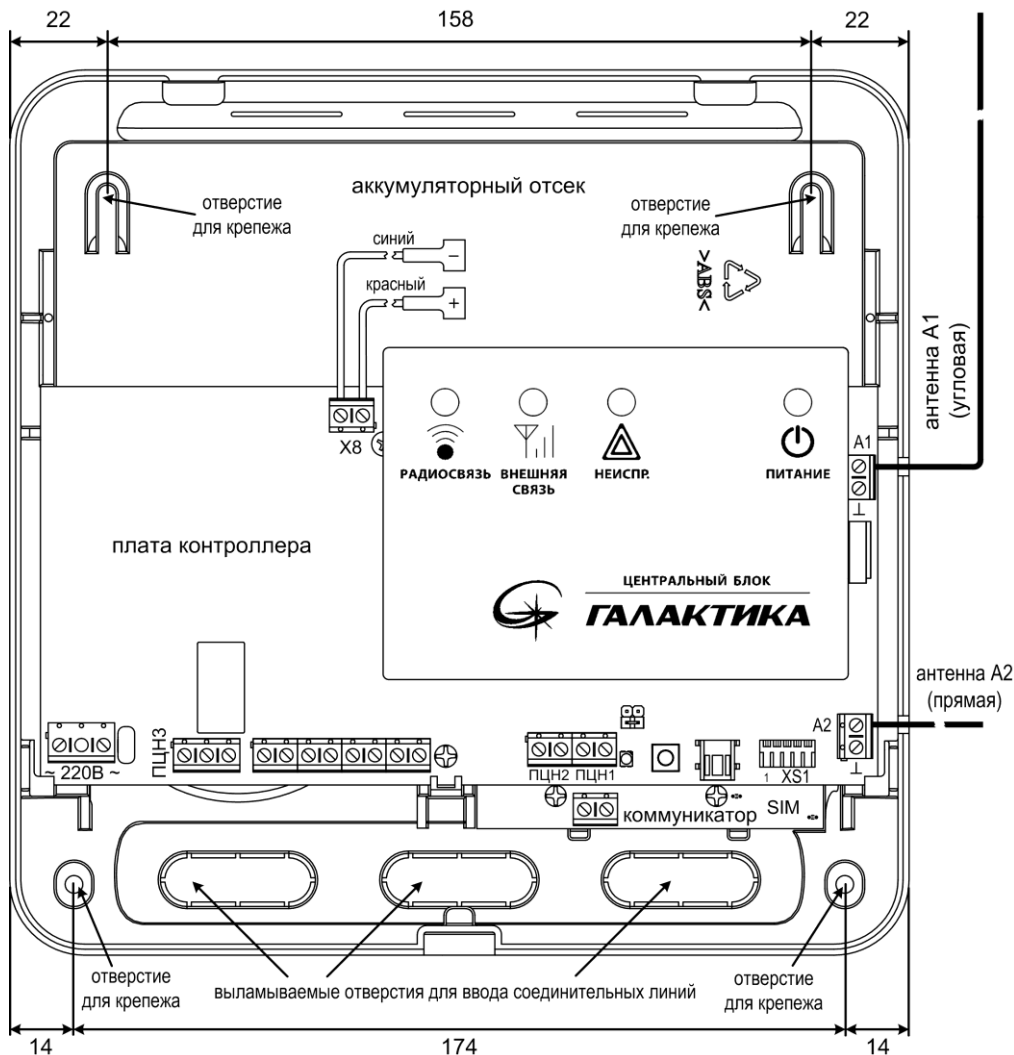 22
158
22
аккумуляторный отсек
отверстие
для крепежа
отверстие
для крепежа
синий
–
красный
+
>ABS<
антенна А1
(угловая)
X8
РАДИОСВЯЗЬ
ВНЕШНЯЯ
СВЯЗЬ
НЕИСПР.
ПИТАНИЕ
A1
⊥
плата контроллера
ЦЕНТРАЛЬНЫЙ БЛОК
ГАЛАКТИКА
антенна А2
(прямая)
A2
⊥
~ 220В ~
ПЦН3
ПЦН2
ПЦН1
1
XS1
коммуникатор
SIM
отверстие
для крепежа
выламываемые отверстия для ввода соединительных линий
отверстие
для крепежа
14
174
14